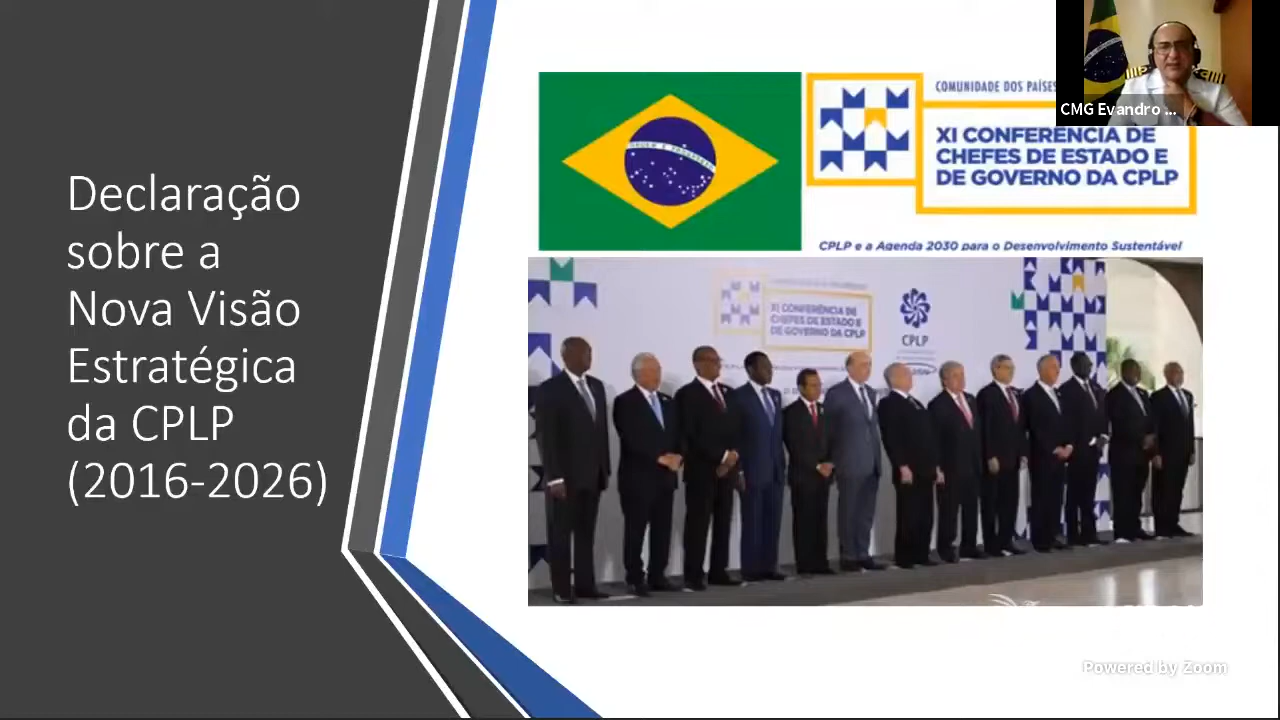 Declaração
sobre a
Nova Visão
Estratégica
da CPLP
(2016-2026)
COMUNIDADE DOS PAÍSES
XI CONFERÊNCIA DE
CHEFES DE ESTADO E
DE GOVERNO DA CPLP
CPLP e a Agenda 2030 para o Desenvolvimento Sustentável
CMG Evandro ...
XI CONFERÊNCIA DE
CHEFES DE ESTADO E
DE GOVERNO DA CPLP
CPLP
Powered by Zoom